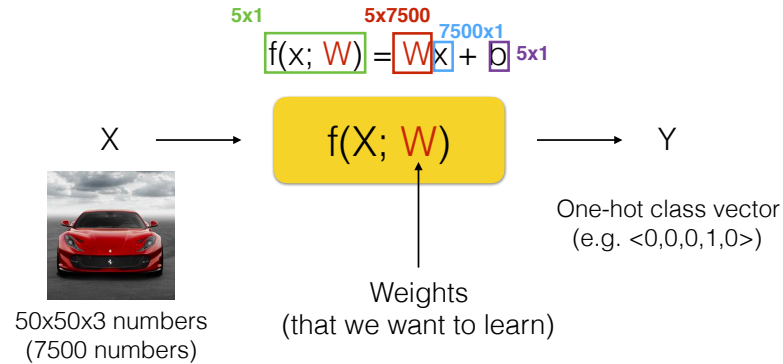 5x1 5x7500 7500x1
f(x; W) = Wx + b 5x1
X f(X; W) Y
One-hot class vector
(e.g. <0,0,0,1,0>)
Weights
(that we want to learn)
50x50x3 numbers
(7500 numbers)